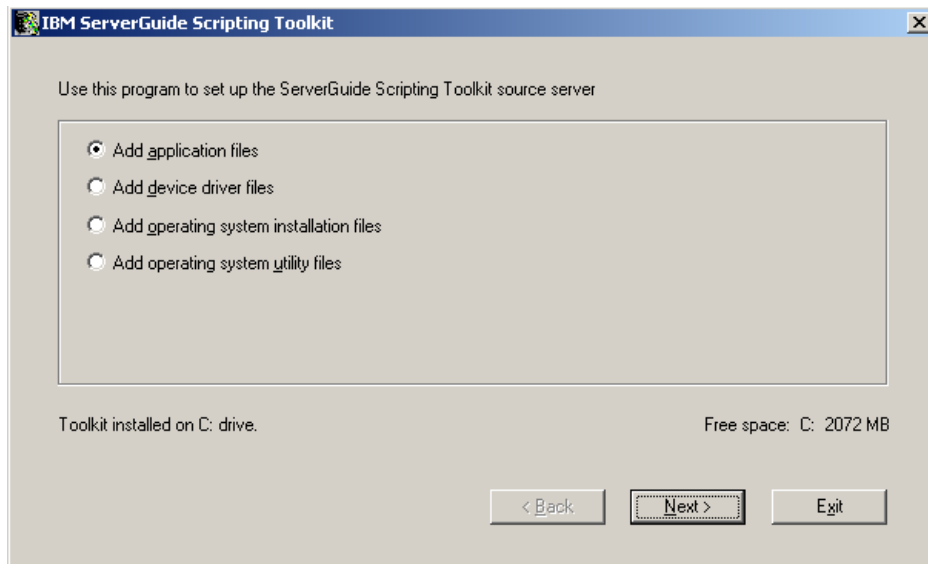 IBM ServerGuide Scripting Toolkit
Use this program to set up the ServerGuide Scripting Toolkit source server
Add application files
Add device driver files
Add operating system installation files
Add operating system utility files
Toolkit installed on C: drive.
Free space: C: 2072 MB
< Back
Next >
Exit